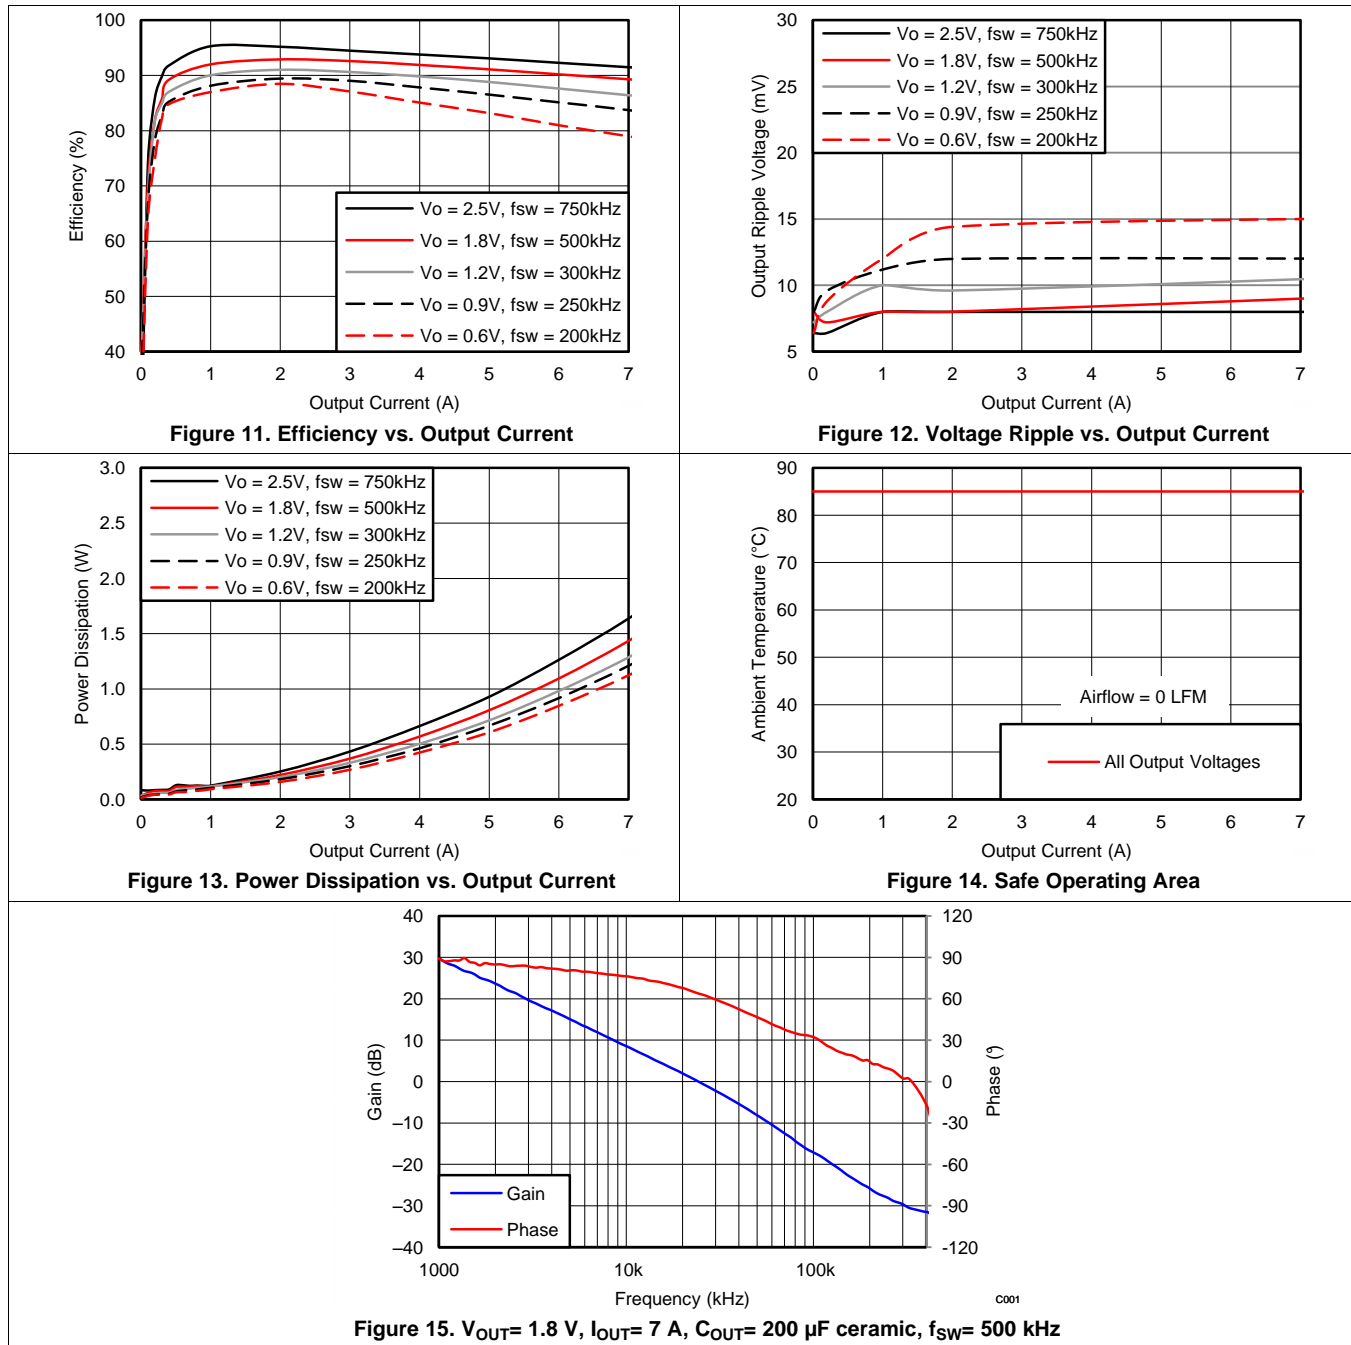 100
90
80
70
60
50
40
Efficiency (%)
Vo = 2.5V, fsw = 750kHz
Vo = 1.8V, fsw = 500kHz
Vo = 1.2V, fsw = 300kHz
Vo = 0.9V, fsw = 250kHz
Vo = 0.6V, fsw = 200kHz
0 1 2 3 4 5 6 7
Output Current (A)
Figure 11. Efficiency vs. Output Current
30
25
20
15
10
5
Output Ripple Voltage (mV)
Vo = 2.5V, fsw = 750kHz
Vo = 1.8V, fsw = 500kHz
Vo = 1.2V, fsw = 300kHz
Vo = 0.9V, fsw = 250kHz
Vo = 0.6V, fsw = 200kHz
0 1 2 3 4 5 6 7
Output Current (A)
Figure 12. Voltage Ripple vs. Output Current
3.0
2.5
2.0
1.5
1.0
0.5
0.0
Power Dissipation (W)
Vo = 2.5V, fsw = 750kHz
Vo = 1.8V, fsw = 500kHz
Vo = 1.2V, fsw = 300kHz
Vo = 0.9V, fsw = 250kHz
Vo = 0.6V, fsw = 200kHz
0 1 2 3 4 5 6 7
Output Current (A)
Figure 13. Power Dissipation vs. Output Current
90
80
70
60
50
40
30
20
Ambient Temperature (°C)
Airflow = 0 LFM
All Output Voltages
0 1 2 3 4 5 6 7
Output Current (A)
Figure 14. Safe Operating Area
40
30
20
10
0
–10
–20
–30
–40
Gain (dB)
120
90
60
30
0
-30
-60
-90
-120
Phase (°)
Gain
Phase
1000 10k 100k
Frequency (kHz)
C001
Figure 15. VOUT= 1.8 V, IOUT= 7 A, COUT= 200 µF ceramic, fSW= 500 kHz